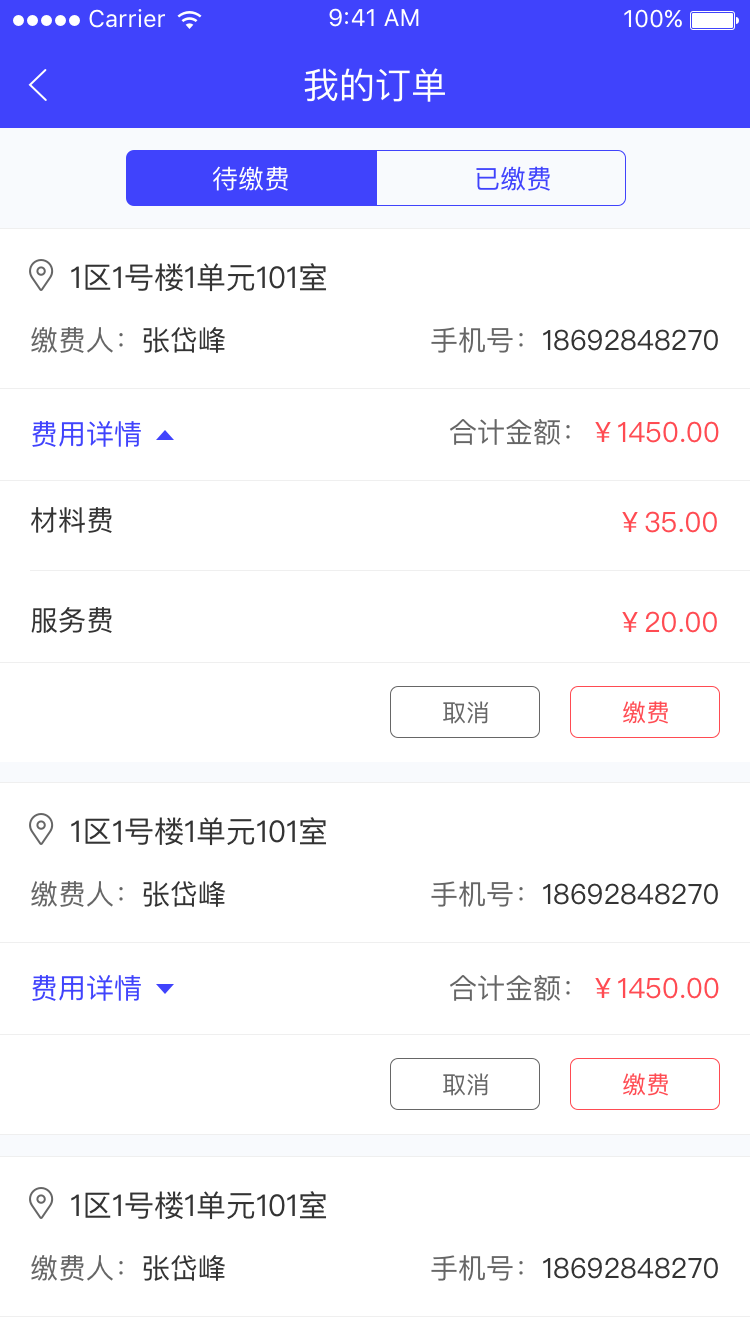 Carrier 9:41 AM 100%
我的订单
待缴费 已缴费
1区1号楼1单元101室
缴费人：张岱峰 手机号：18692848270
费用详情 合计金额：￥1450.00
材料费 ￥35.00
服务费 ￥20.00
取消 缴费
1区1号楼1单元101室
缴费人：张岱峰 手机号：18692848270
费用详情 合计金额：￥1450.00
取消 缴费
1区1号楼1单元101室
缴费人：张岱峰 手机号：18692848270